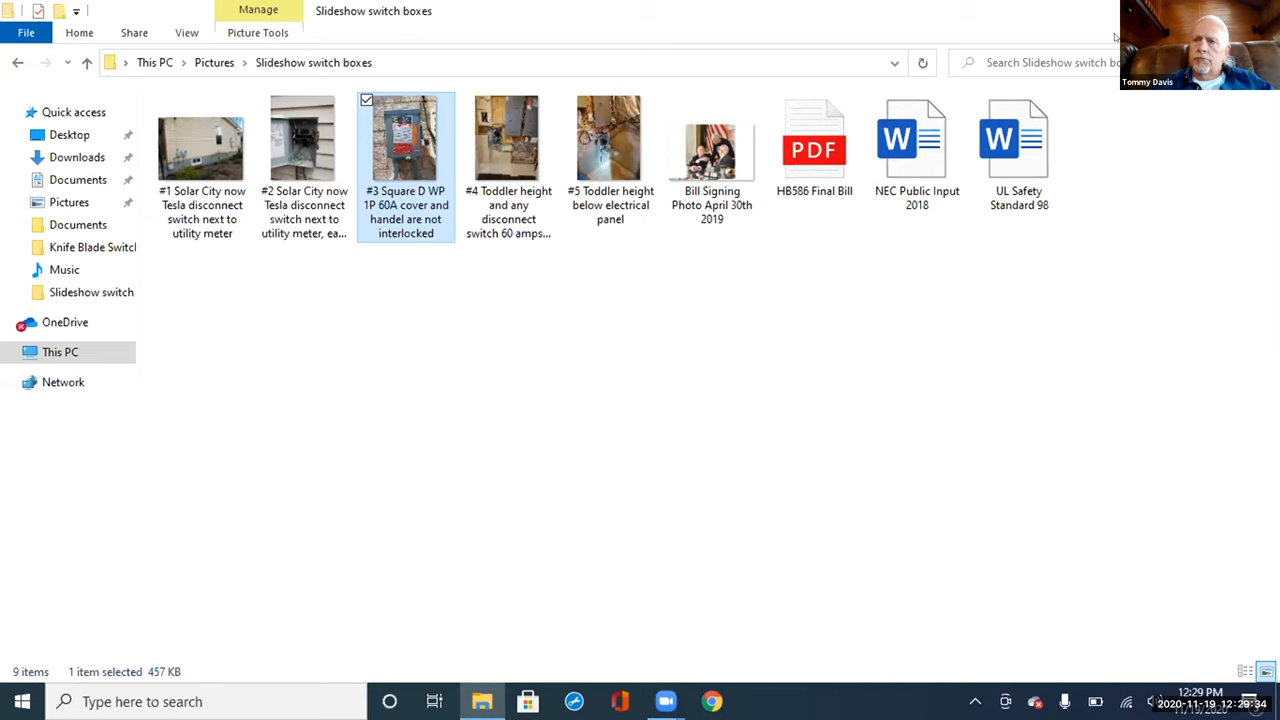 Manage
Slideshow switch boxes
File
Home
Share
View
Picture Tools
This PC
Pictures
Slideshow switch boxes
Search Slideshow switch bo
Tommy Davis
Quick access
Desktop
Downloads
Documents
Pictures
Documents
Knife Blade Switch
Music
Slideshow switch
OneDrive
This PC
Network
#1 Solar City now
Tesla disconnect
switch next to
utility meter
#2 Solar City now
Tesla disconnect
switch next to
utility meter, ea...
#3 Square D WP
1P 60A cover and
handel are not
interlocked
#4 Toddler height
and any
disconnect
switch 60 amps...
#5 Toddler height
below electrical
panel
Bill Signing
Photo April 30th
2019
PDF
HB586 Final Bill
W
NEC Public Input
2018
W
UL Safety
Standard 98
9 items
1 item selected 457 KB
Type here to search
12:29 PM
2020-11-19 12:29:34